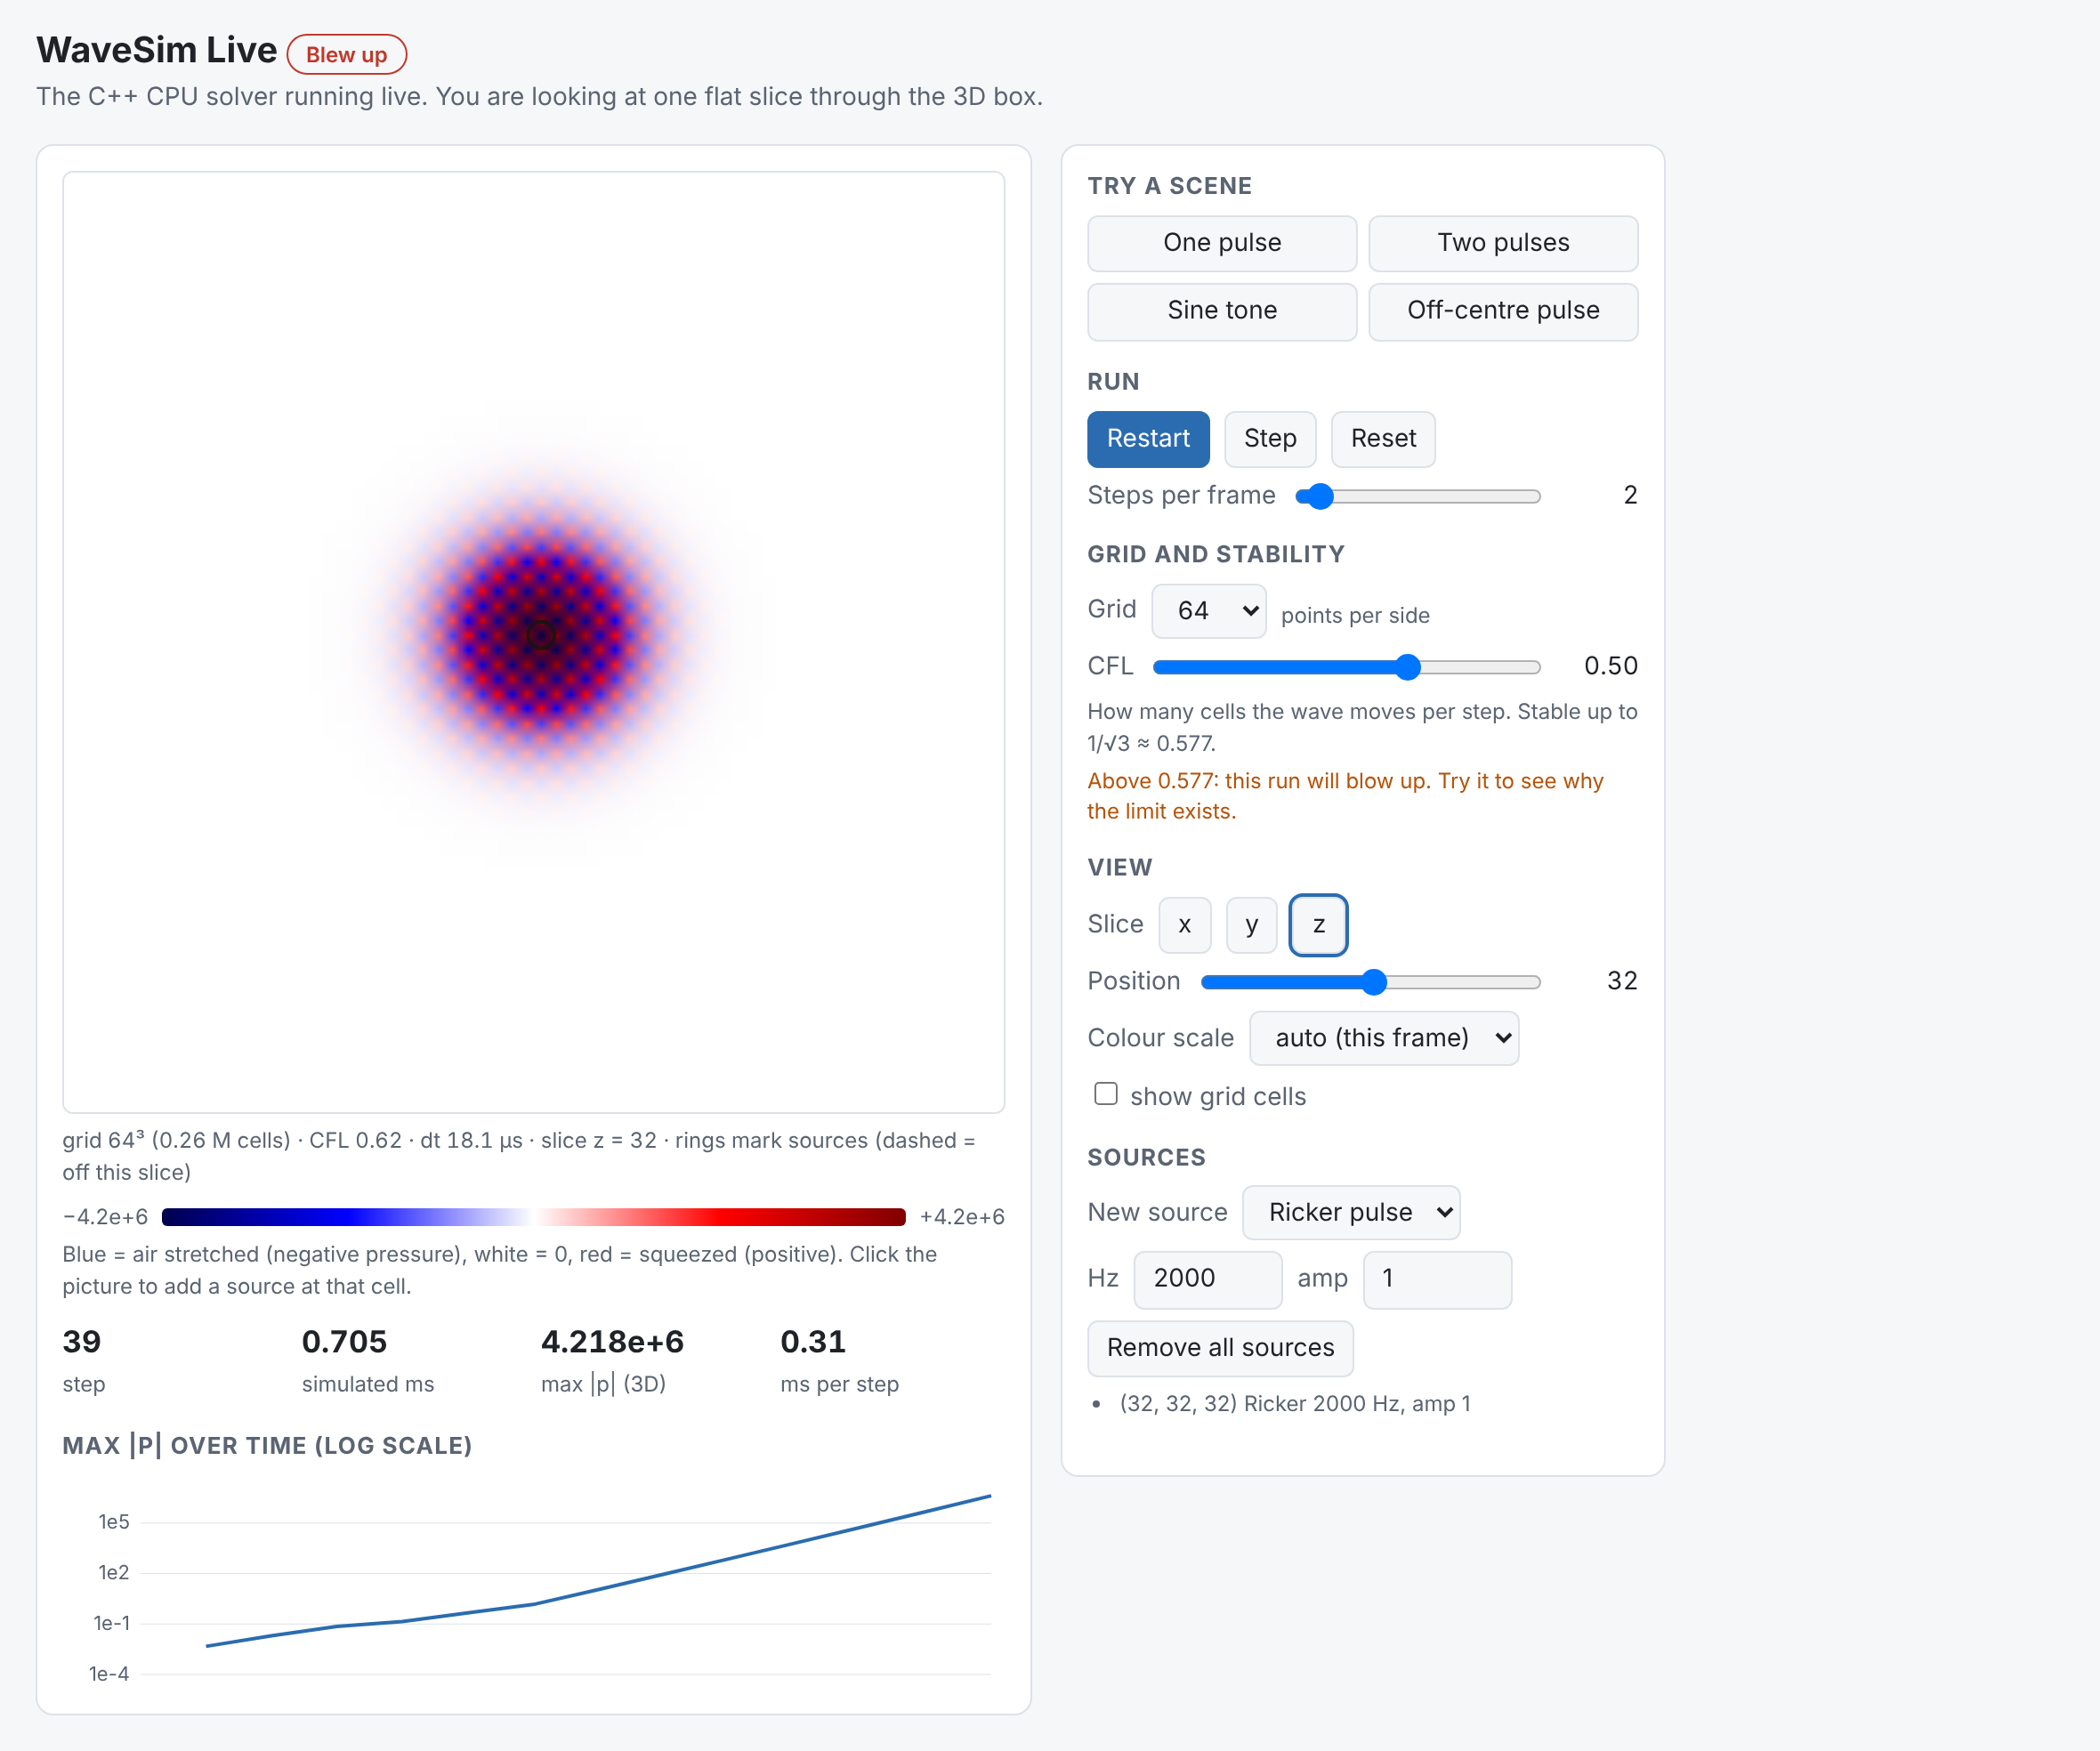 WaveSim Live Blew up
The C++ CPU solver running live. You are looking at one flat slice through the 3D box.
grid 64³ (0.26 M cells) · CFL 0.62 · dt 18.1 µs · slice z = 32 · rings mark sources (dashed =
off this slice)
−4.2e+6 +4.2e+6
Blue = air stretched (negative pressure), white = 0, red = squeezed (positive). Click the
picture to add a source at that cell.
39 0.705 4.218e+6 0.31
step simulated ms max |p| (3D) ms per step
MAX |P| OVER TIME (LOG SCALE)
1e5
1e2
1e-1
1e-4
TRY A SCENE
One pulse Two pulses
Sine tone Off-centre pulse
RUN
Restart Step Reset
Steps per frame 2
GRID AND STABILITY
Grid 64 points per side
CFL 0.50
How many cells the wave moves per step. Stable up to
1/√3 ≈ 0.577.
Above 0.577: this run will blow up. Try it to see why
the limit exists.
VIEW
Slice x y z
Position 32
Colour scale auto (this frame)
show grid cells
SOURCES
New source Ricker pulse
Hz 2000 amp 1
Remove all sources
• (32, 32, 32) Ricker 2000 Hz, amp 1